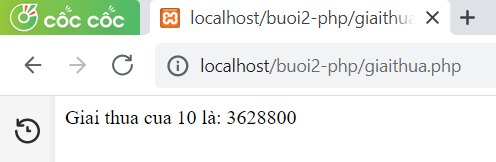 cốc cốc
localhost/buoi2-php/giaithua
localhost/buoi2-php/giaithua.php
Giai thua cua 10 là: 3628800